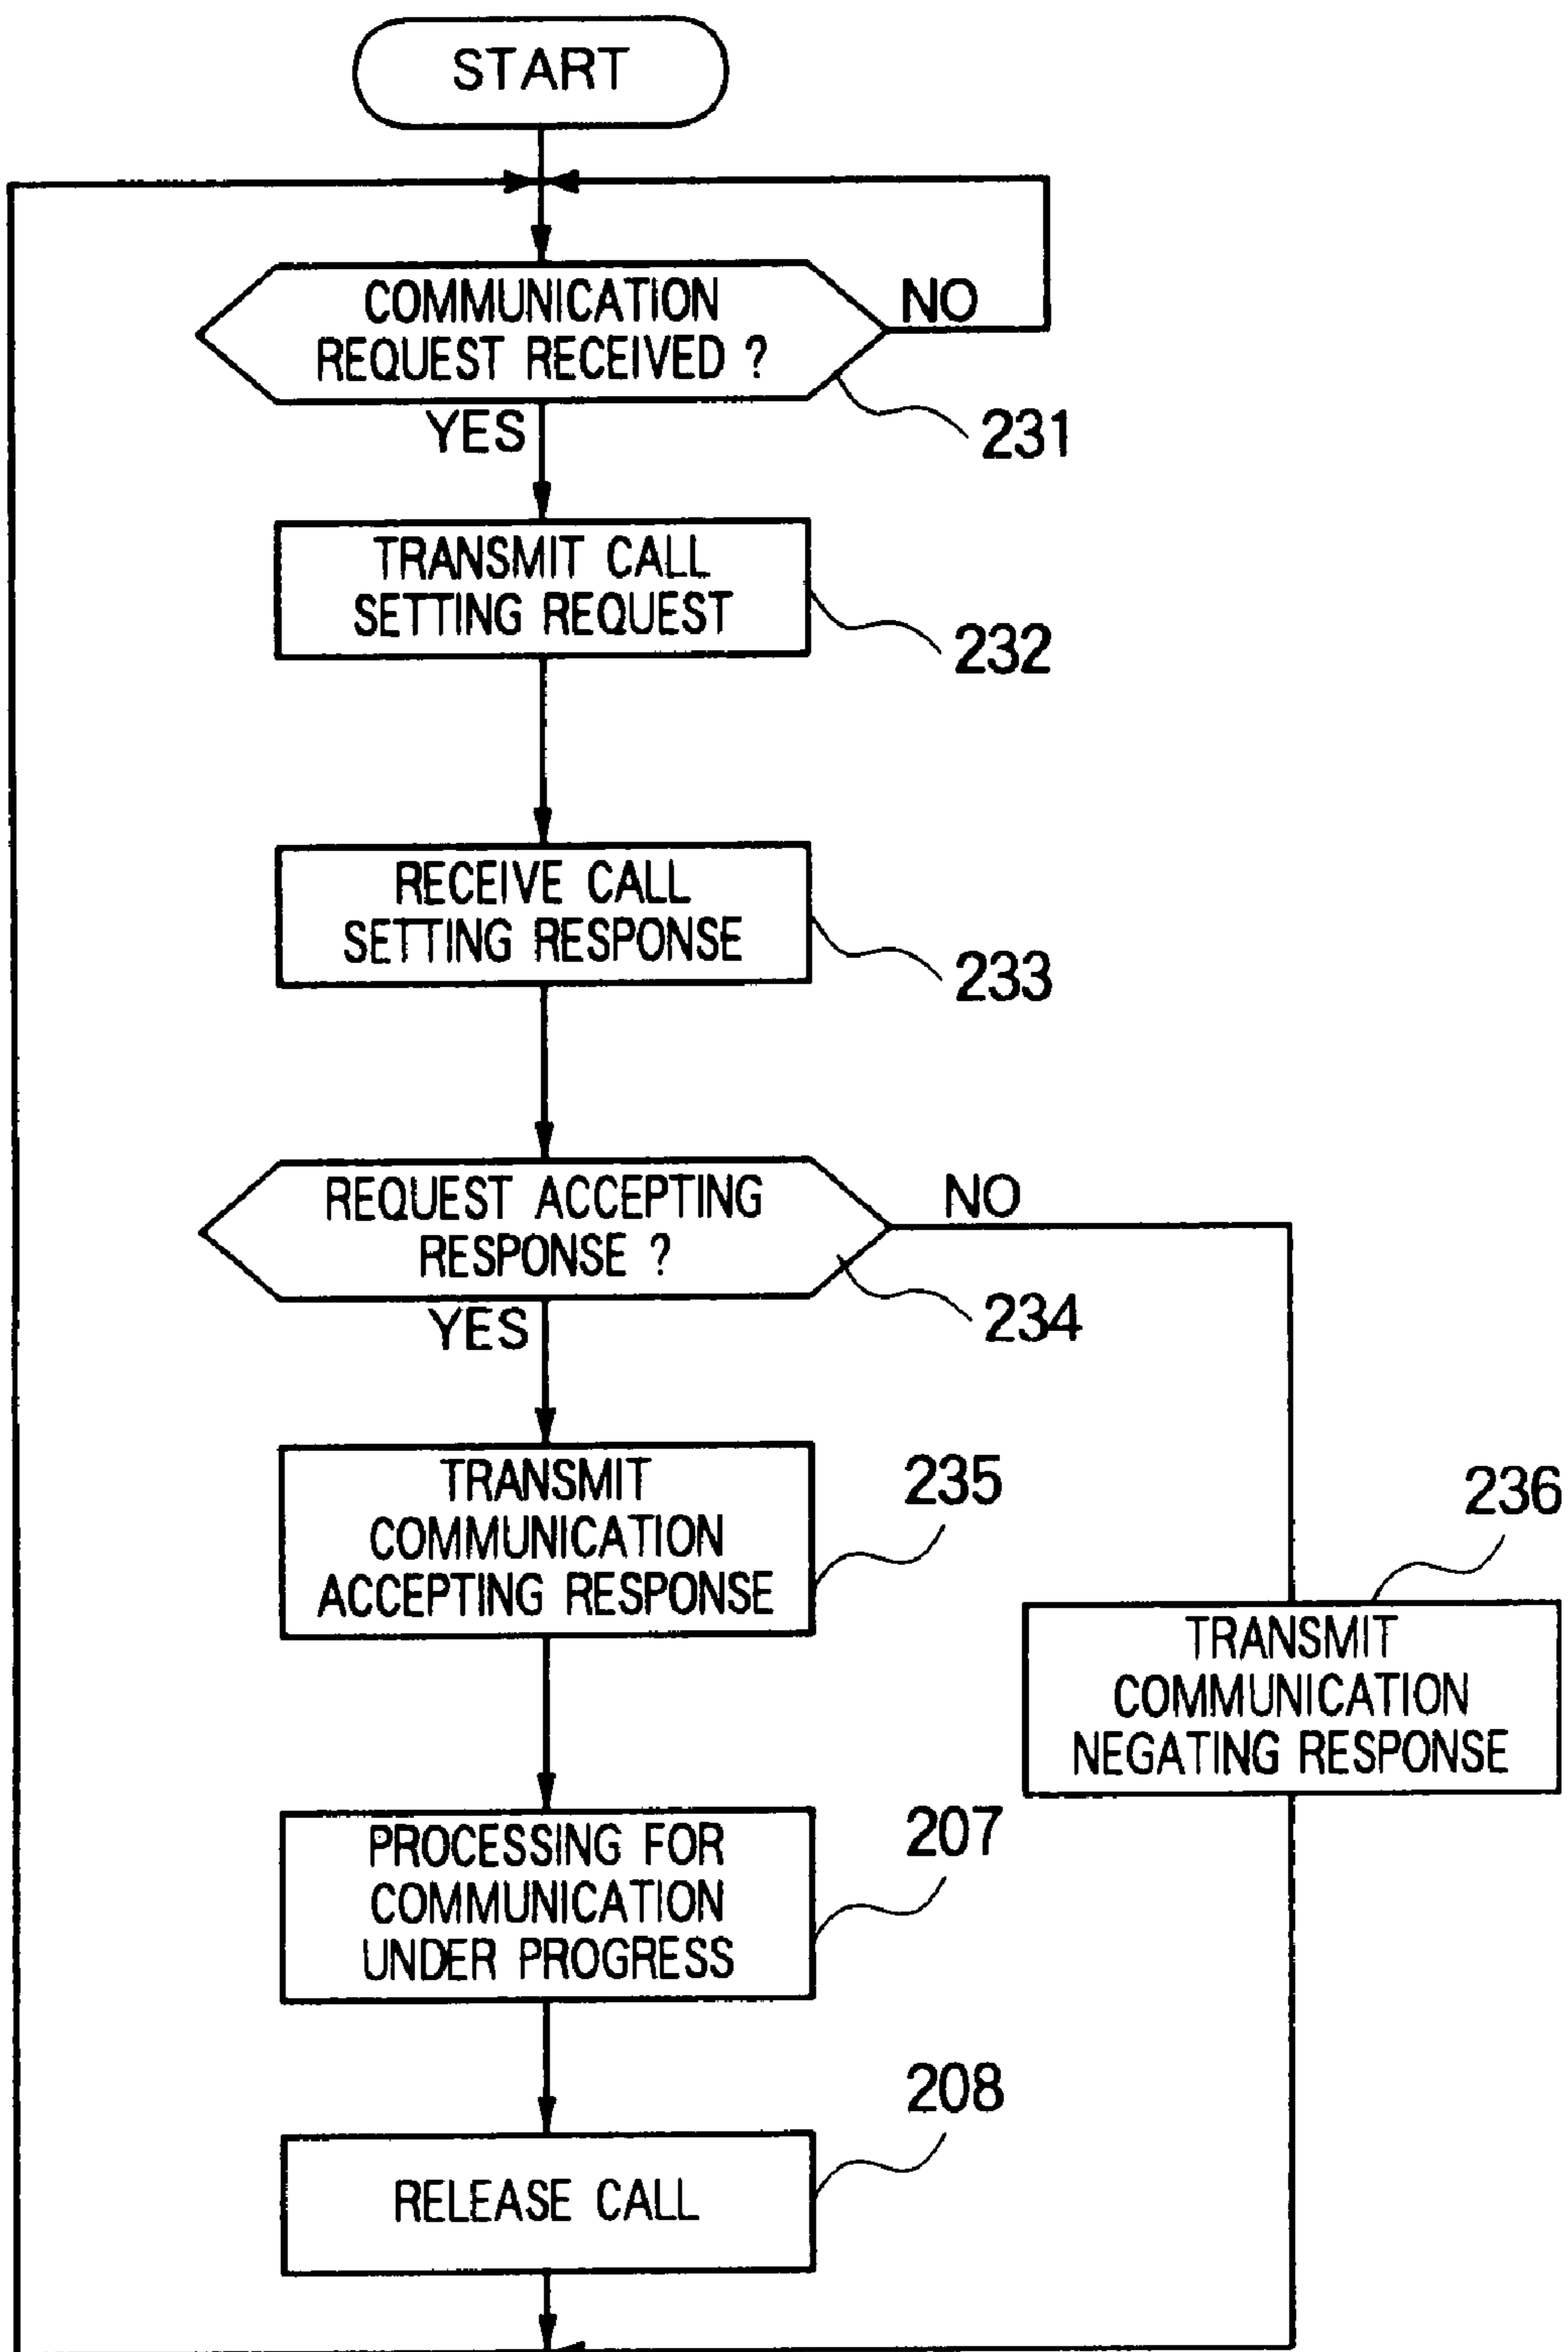 START
COMMUNICATION
REQUEST RECEIVED ?
NO
YES
231
TRANSMIT CALL
SETTING REQUEST
232
RECEIVE CALL
SETTING RESPONSE
233
REQUEST ACCEPTING
RESPONSE ?
NO
YES
234
TRANSMIT
COMMUNICATION
ACCEPTING RESPONSE
235
236
TRANSMIT
COMMUNICATION
NEGATING RESPONSE
PROCESSING FOR
COMMUNICATION
UNDER PROGRESS
207
RELEASE CALL
208